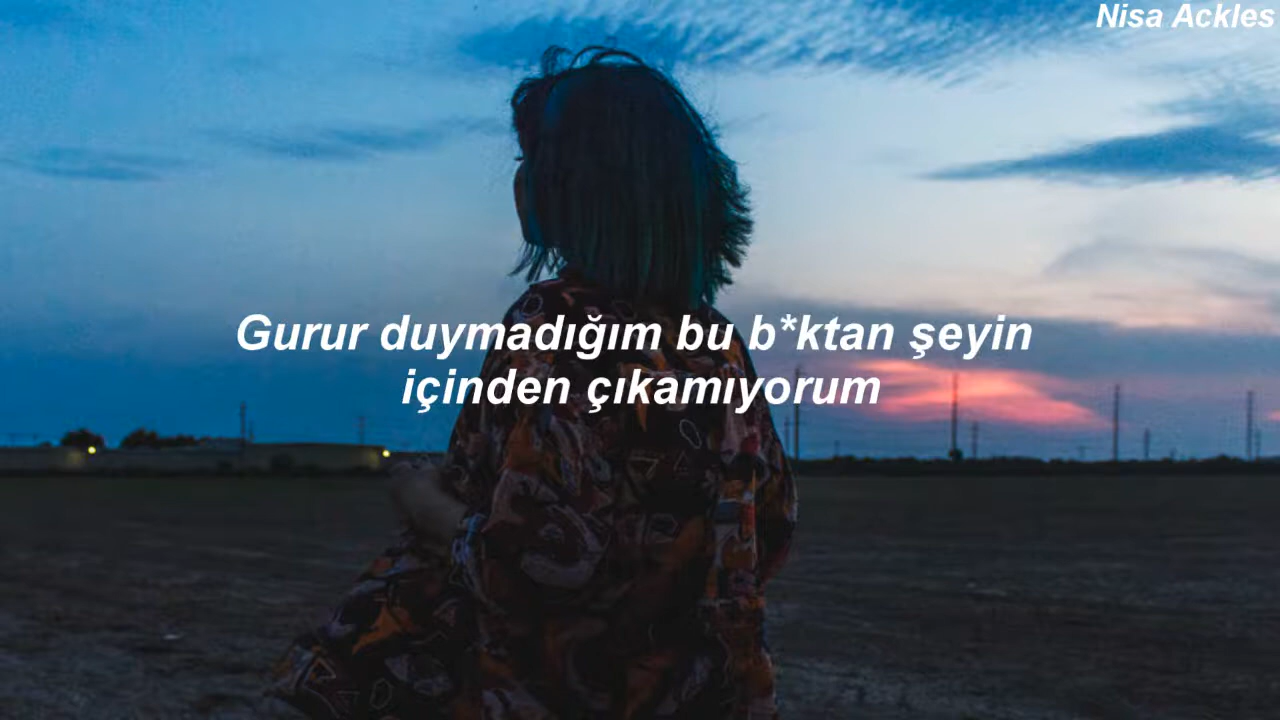 Nisa Ackles
Gurur duymadığım bu b*ktan şeyin
içinden çıkamıyorum